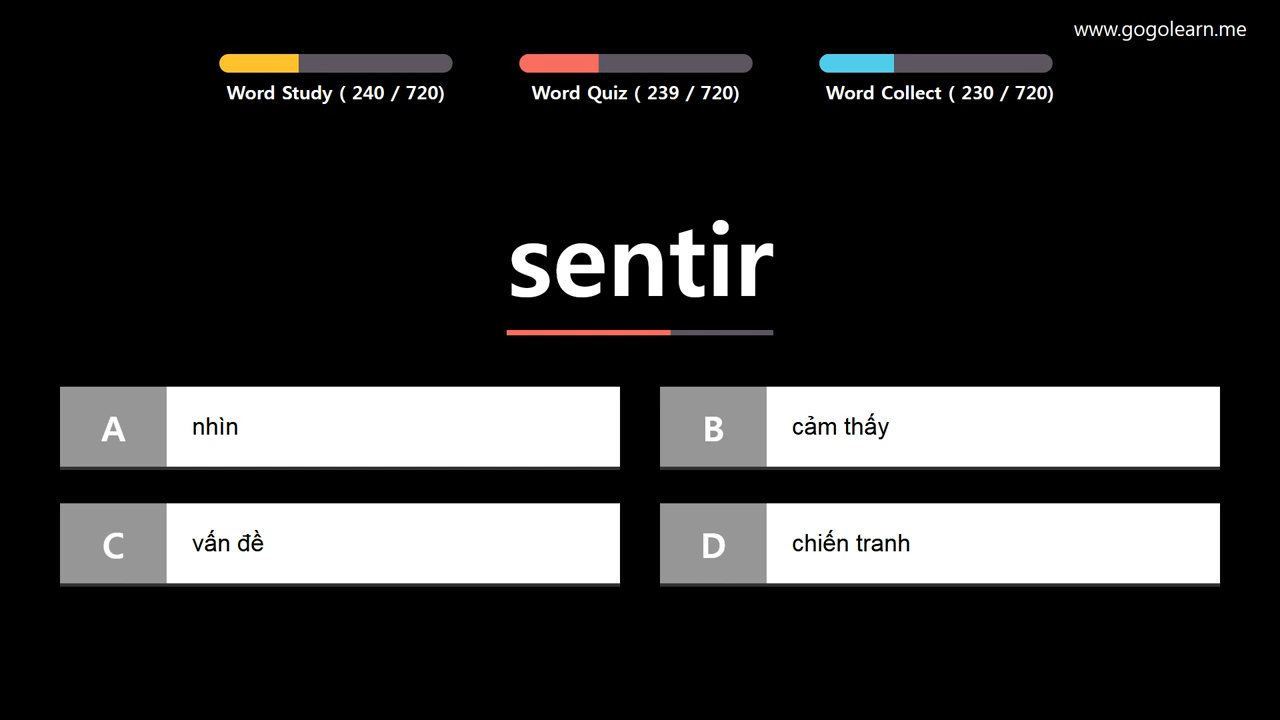 www.gogolearn.me
Word Study ( 240 / 720)
Word Quiz ( 239 / 720)
Word Collect ( 230 / 720)
sentir
A nhìn
B cảm thấy
C vấn đề
D chiến tranh